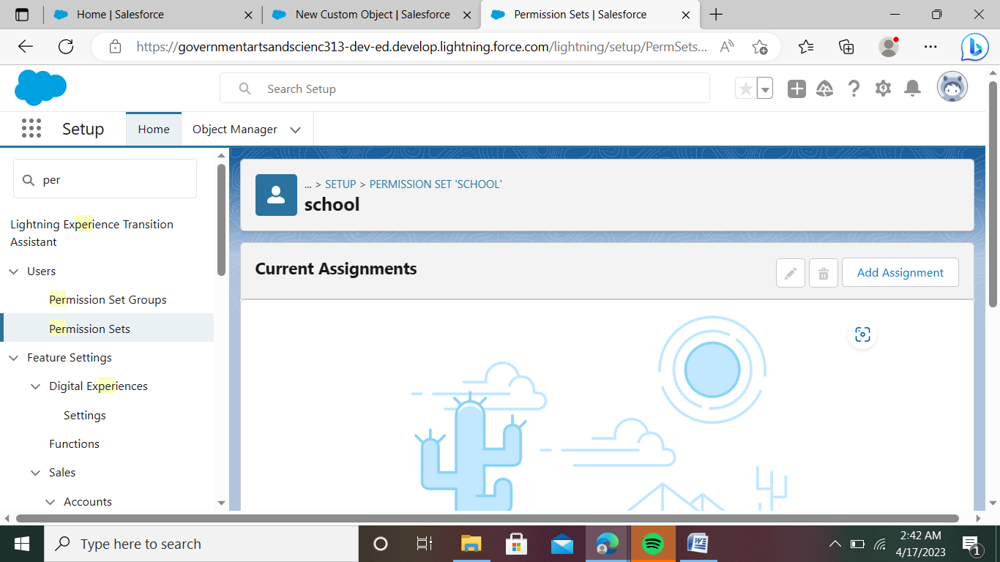 Home | Salesforce
New Custom Object | Salesforce
Permission Sets | Salesforce
https://governmentartsandscienc313-dev-ed.develop.lightning.force.com/lightning/setup/PermSets...
Search Setup
Setup
Home
Object Manager
per
Lightning Experience Transition
Assistant
Users
Permission Set Groups
Permission Sets
Feature Settings
Digital Experiences
Settings
Functions
Sales
Accounts
... > SETUP > PERMISSION SET 'SCHOOL'
school
Current Assignments
Add Assignment
Type here to search
2:42 AM
4/17/2023
1